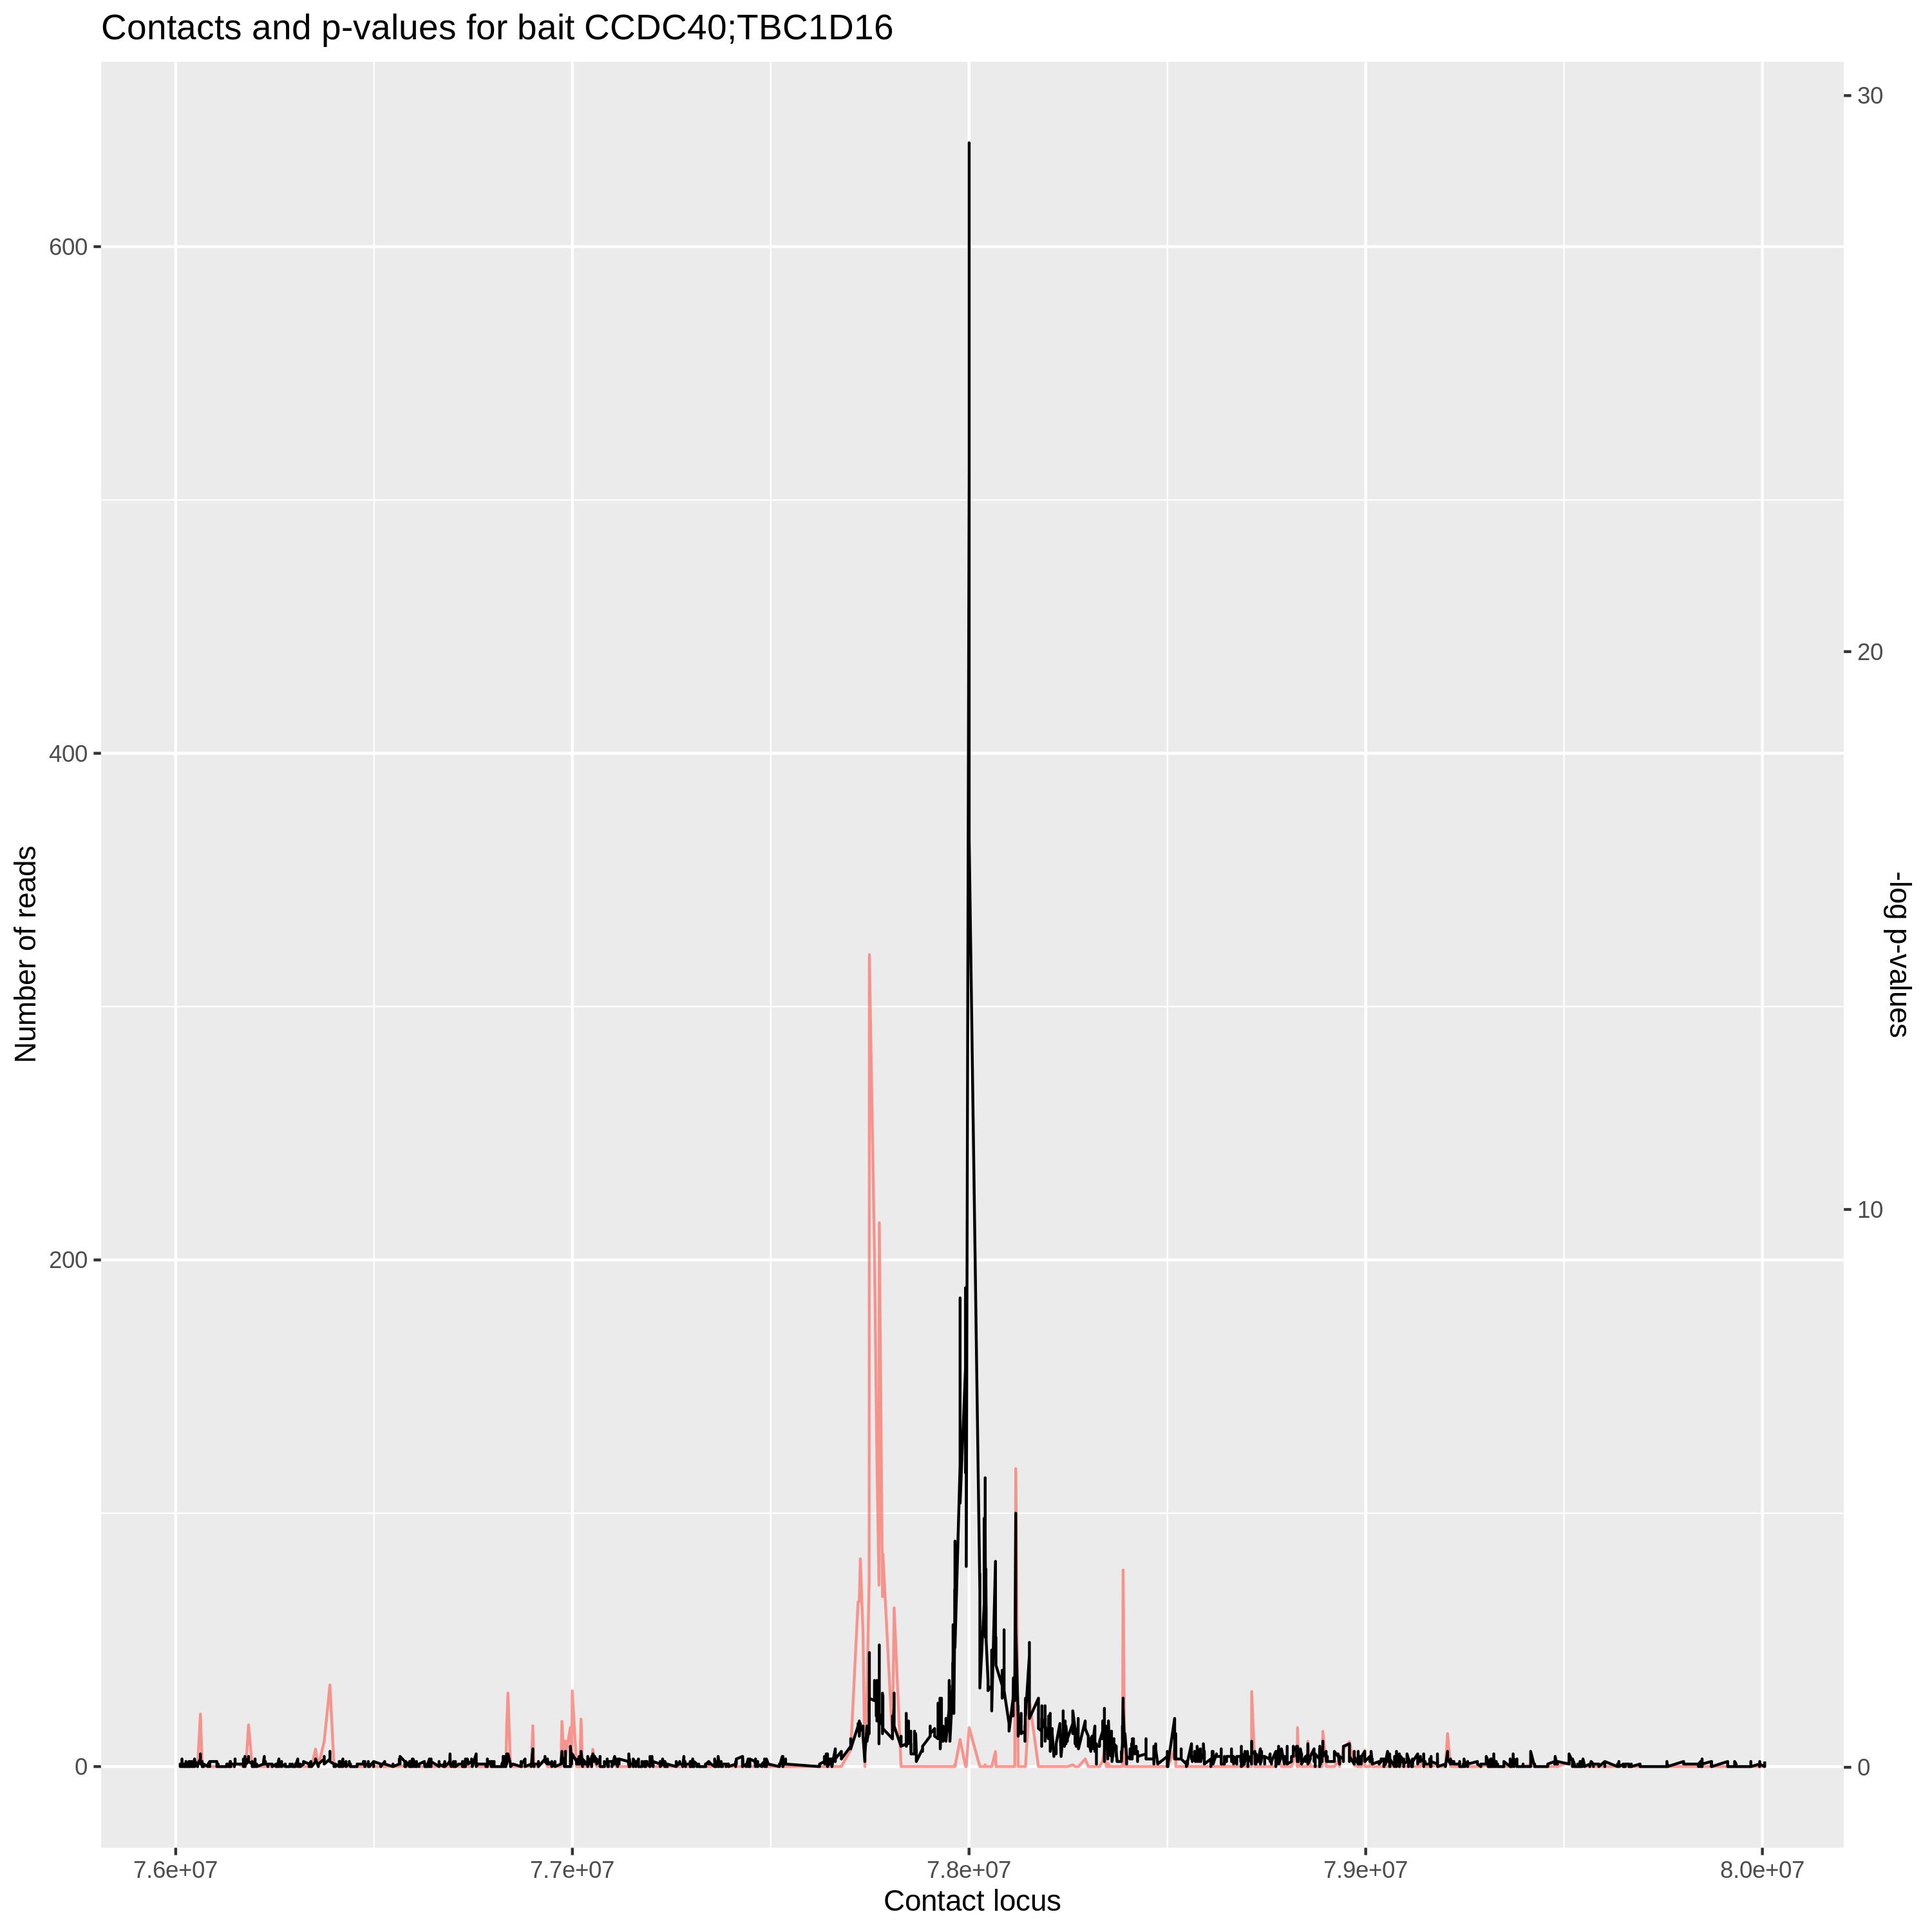 Contacts and p-values for bait CCDC40;TBC1D16
30
600
20
400
Number of reads
-log p-values
10
200
0
0
7.6e+07 7.7e+07 7.8e+07 7.9e+07 8.0e+07
Contact locus